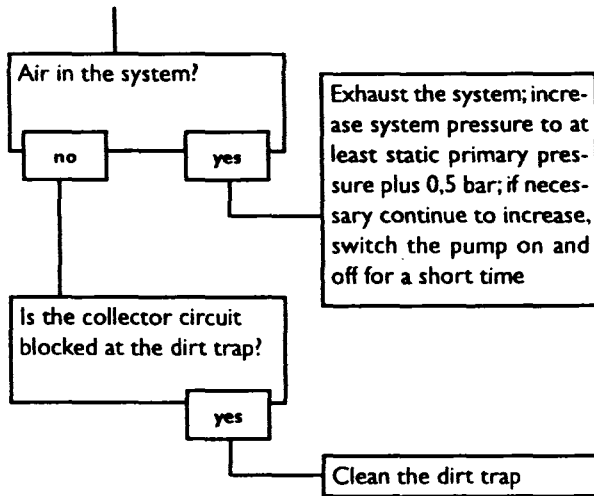 Air in the system?
no
yes
Exhaust the system; incre-
ase system pressure to at
least static primary pres-
sure plus 0,5 bar; if neces-
sary continue to increase,
switch the pump on and
off for a short time
Is the collector circuit
blocked at the dirt trap?
yes
Clean the dirt trap